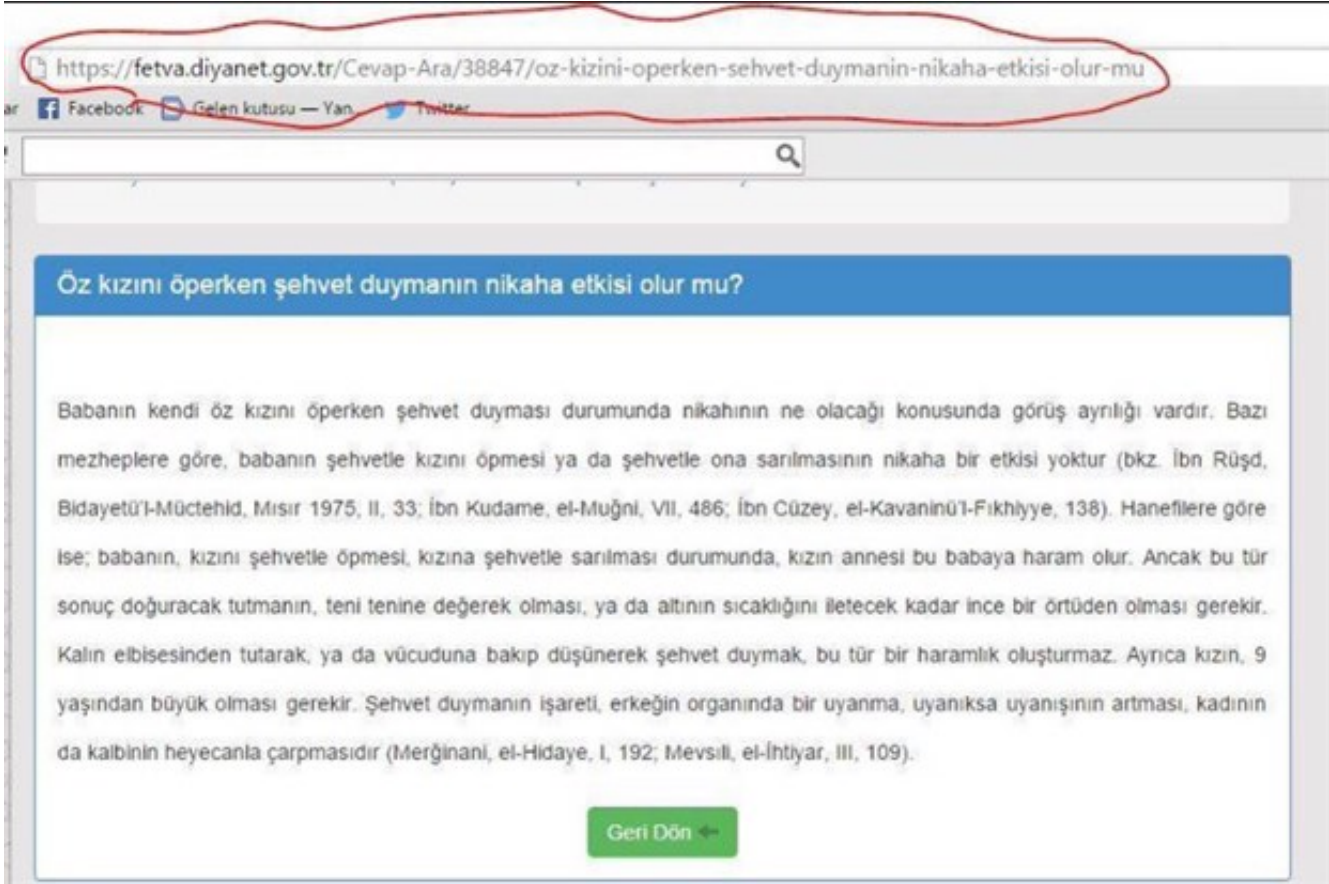 https://fetva.diyanet.gov.tr/Cevap-Ara/38847/oz-kizini-operken-sehvet-duymanin-nikaha-etkisi-olur-mu
ar Facebook Gelen kutusu — Yan... Twitter
Öz kızını öperken şehvet duymanın nikaha etkisi olur mu?
Babanın kendi öz kızını öperken şehvet duyması durumunda nikahının ne olacağı konusunda görüş ayrılığı vardır. Bazı
mezheplere göre, babanın şehvetle kızını öpmesi ya da şehvetle ona sarılmasının nikaha bir etkisi yoktur (bkz. İbn Rüşd,
Bidayetü'l-Müctehid, Mısır 1975, II, 33; İbn Kudame, el-Muğni, VII, 486; İbn Cüzey, el-Kavaninü'l-Fıkhiyye, 138). Hanefilere göre
ise; babanın, kızını şehvetle öpmesi, kızına şehvetle sarılması durumunda, kızın annesi bu babaya haram olur. Ancak bu tür
sonuç doğuracak tutmanın, teni tenine değerek olması, ya da altının sıcaklığını iletecek kadar ince bir örtüden olması gerekir.
Kalın elbisesinden tutarak, ya da vücuduna bakıp düşünerek şehvet duymak, bu tür bir haramlık oluşturmaz. Ayrıca kızın, 9
yaşından büyük olması gerekir. Şehvet duymanın işareti, erkeğin organında bir uyanma, uyanıksa uyanışının artması, kadının
da kalbinin heyecanla çarpmasıdır (Merğinani, el-Hidaye, I, 192; Mevsıli, el-İhtiyar, III, 109).
Geri Dön